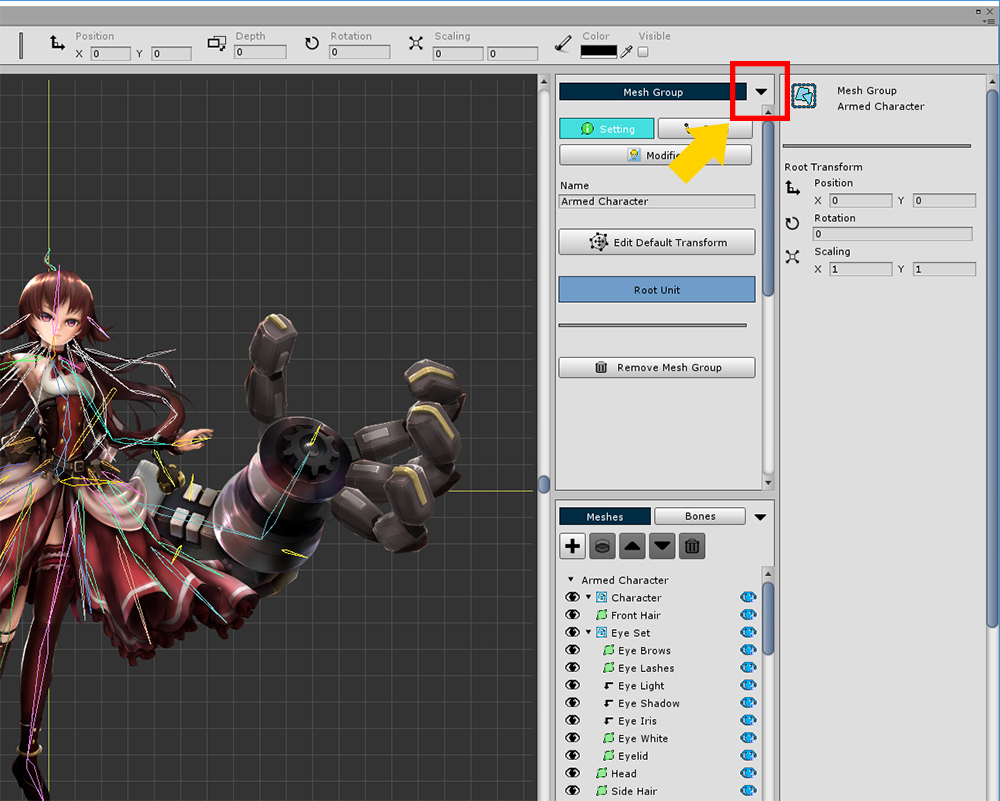 Position
X 0 Y 0
Depth
0
Rotation
0
Scaling
0 0
Color
Visible
Mesh Group
Setting
Name
Armed Character
Edit Default Transform
Root Unit
Remove Mesh Group
Meshes Bones
Armed Character
Character
Front Hair
Eye Set
Eye Brows
Eye Lashes
Eye Light
Eye Shadow
Eye Iris
Eye White
Eyelid
Head
Side Hair
Mesh Group
Armed Character
Root Transform
Position
X 0 Y 0
Rotation
0
Scaling
X 1 Y 1